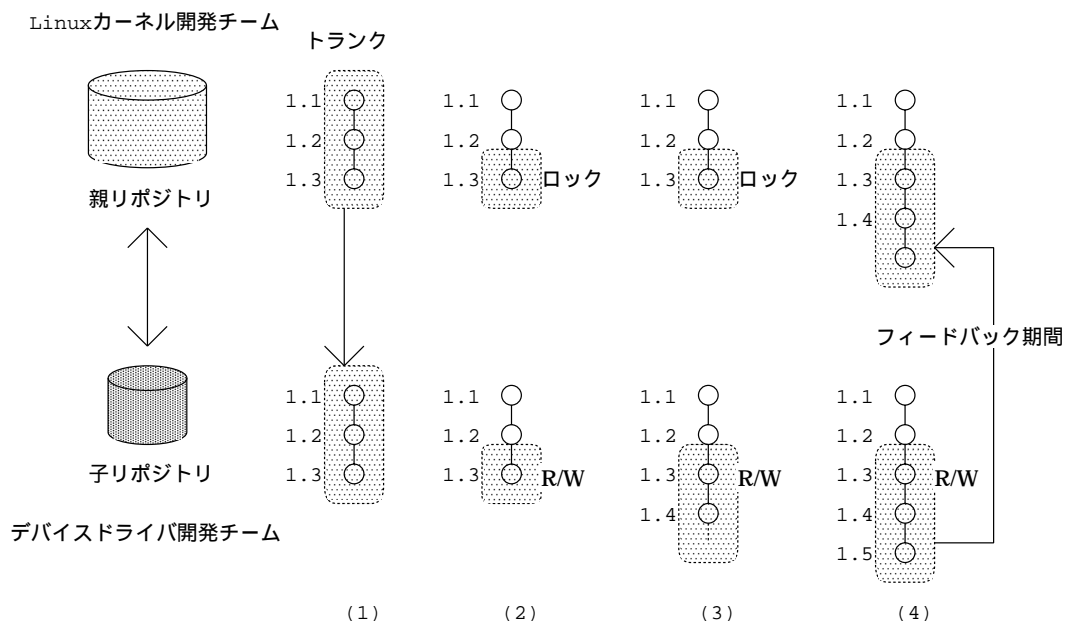 Linuxカーネル開発チーム
トランク
1.1 1.1 1.1 1.1
1.2 1.2 1.2 1.2
1.3 1.3 ロック 1.3 ロック 1.3
親リポジトリ
1.4
フィードバック期間
1.1 1.1 1.1 1.1
1.2 1.2 1.2 1.2
子リポジトリ
1.3 1.3 R/W 1.3 R/W 1.3 R/W
1.4 1.4
デバイスドライバ開発チーム
1.5
(1) (2) (3) (4)